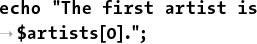 echo "The first artist is
→ $artists[0].";